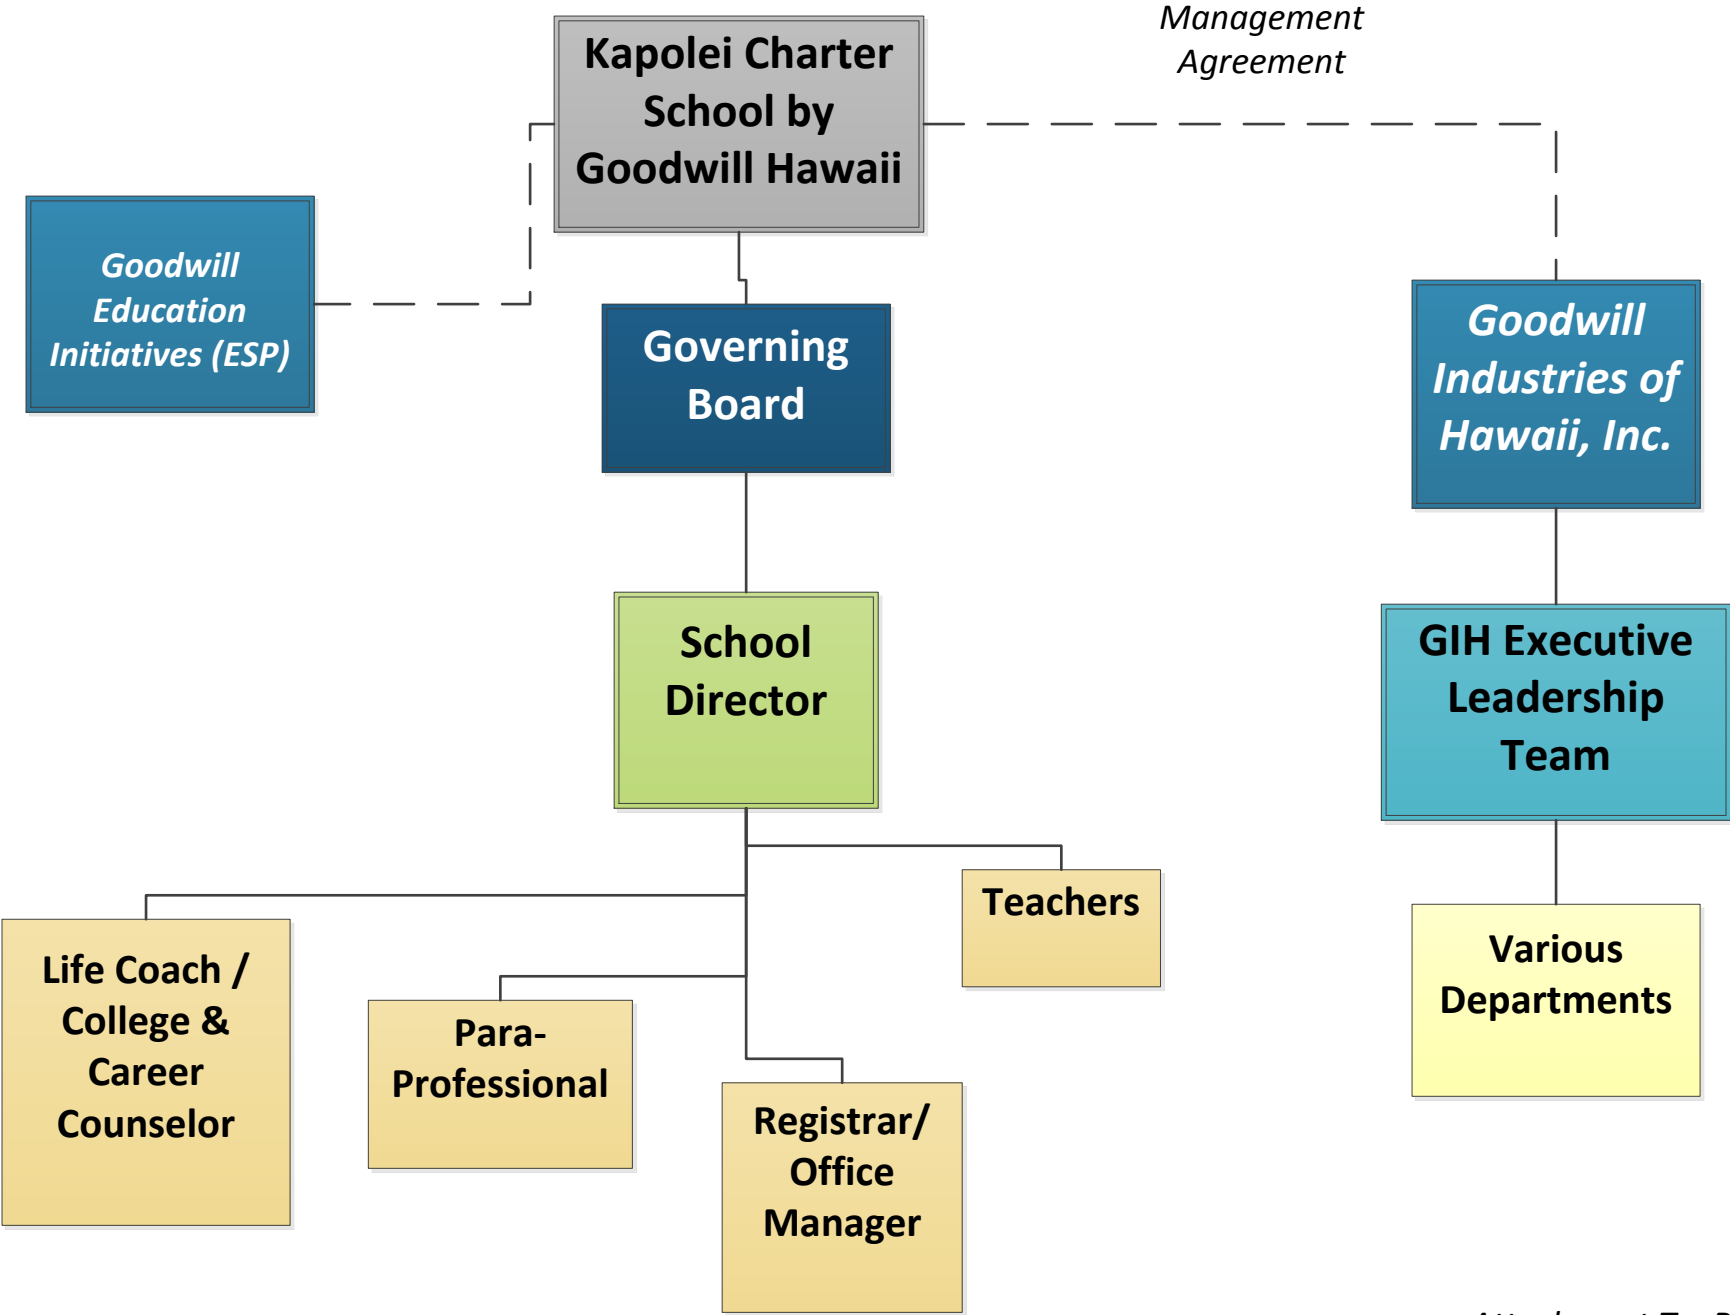 Management
Agreement
Kapolei Charter
School by
Goodwill Hawaii
Goodwill
Education
Initiatives (ESP)
Governing
Board
Goodwill
Industries of
Hawaii, Inc.
School
Director
GIH Executive
Leadership
Team
Teachers
Life Coach /
College &
Career
Counselor
Para-
Professional
Registrar/
Office
Manager
Various
Departments